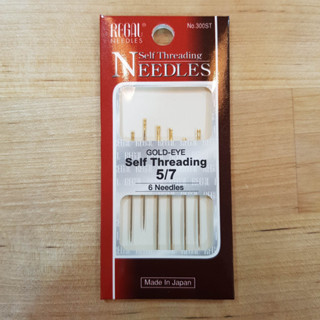 REGAL®
NEEDLES
No.300ST
Self Threading
NEEDLES
GOLD-EYE
Self Threading
5/7
6 Needles
Made In Japan